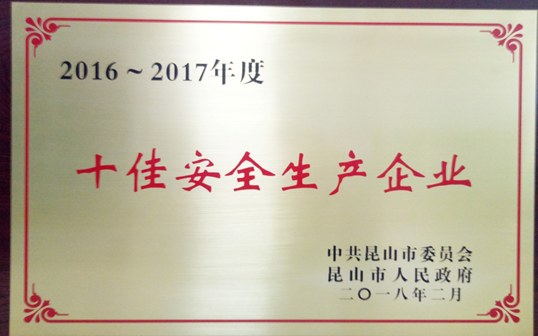 2016～2017年度
十佳安全生产企业
中共昆山市委员会
昆山市人民政府
二〇一八年二月